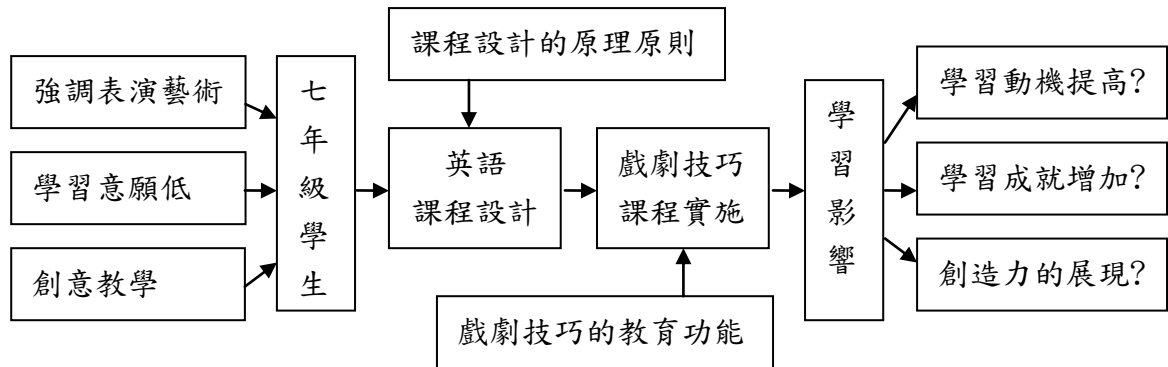 強調表演藝術
學習意願低
創意教學
七
年
級
學
生
課程設計的原理原則
英語
課程設計
戲劇技巧
課程實施
戲劇技巧的教育功能
學
習
影
響
學習動機提高?
學習成就增加?
創造力的展現?